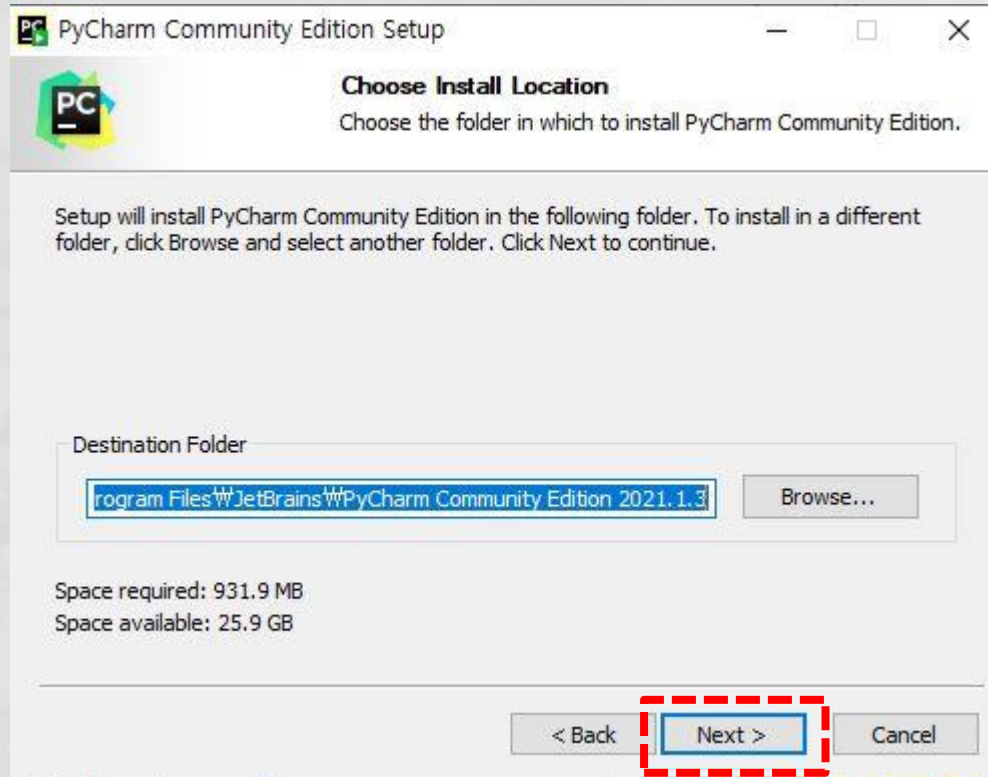 PyCharm Community Edition Setup
PC
Choose Install Location
Choose the folder in which to install PyCharm Community Edition.
Setup will install PyCharm Community Edition in the following folder. To install in a different
folder, click Browse and select another folder. Click Next to continue.
Destination Folder
rogram Files₩JetBrains₩PyCharm Community Edition 2021.1.3
Browse...
Space required: 931.9 MB
Space available: 25.9 GB
< Back Next > Cancel